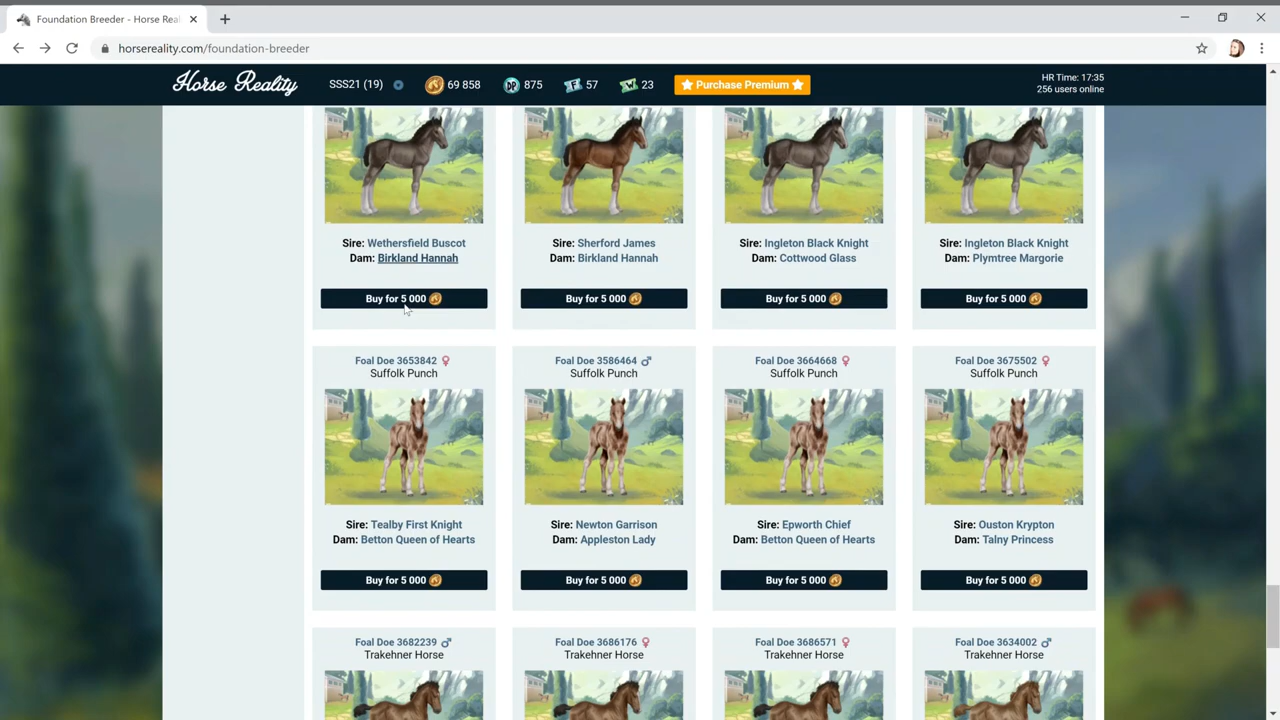 Foundation Breeder - Horse Rea
horsereality.com/foundation-breeder
Horse Reality
SSS21 (19)
69 858
DP 875
57
23
Purchase Premium
HR Time: 17:35
256 users online
Sire: Wethersfield Buscot
Dam: Birkland Hannah
Buy for 5 000
Sire: Sherford James
Dam: Birkland Hannah
Buy for 5 000
Sire: Ingleton Black Knight
Dam: Cottwood Glass
Buy for 5 000
Sire: Ingleton Black Knight
Dam: Plymtree Margorie
Buy for 5 000
Foal Doe 3653842 ♀
Suffolk Punch
Sire: Tealby First Knight
Dam: Betton Queen of Hearts
Buy for 5 000
Foal Doe 3586464 ♂
Suffolk Punch
Sire: Newton Garrison
Dam: Appleston Lady
Buy for 5 000
Foal Doe 3664668 ♀
Suffolk Punch
Sire: Epworth Chief
Dam: Betton Queen of Hearts
Buy for 5 000
Foal Doe 3675502 ♀
Suffolk Punch
Sire: Ouston Krypton
Dam: Talny Princess
Buy for 5 000
Foal Doe 3682239 ♂
Trakehner Horse
Foal Doe 3686176 ♀
Trakehner Horse
Foal Doe 3686571 ♀
Trakehner Horse
Foal Doe 3634002 ♂
Trakehner Horse